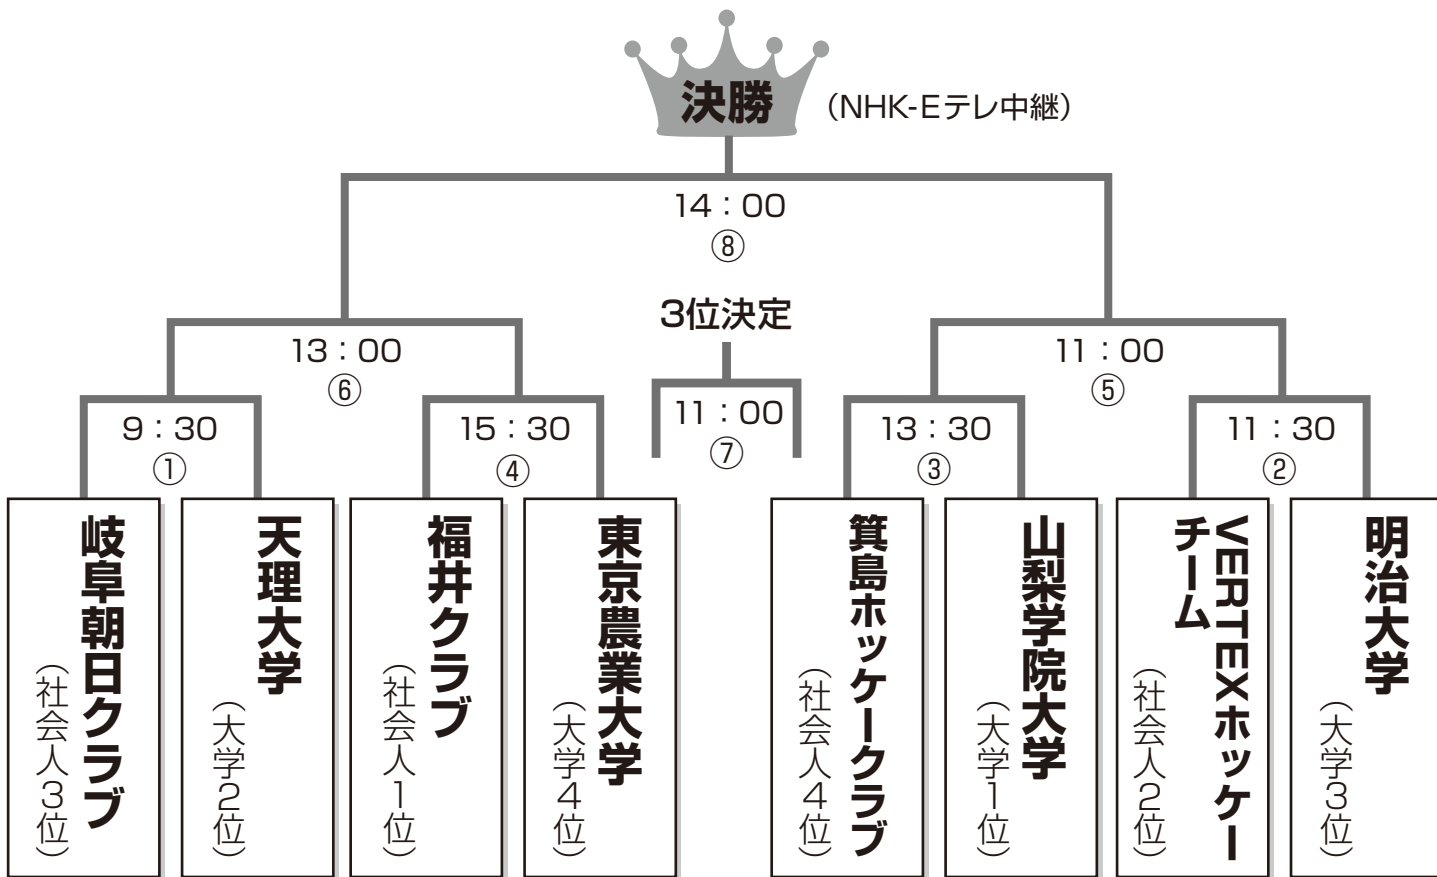 決勝
（NHK-Eテレ中継）
14：00
⑧
3位決定
13：00
⑥
11：00
⑤
11：00
⑦
9：30
①
15：30
④
13：30
③
11：30
②
岐阜朝日クラブ
（社会人3位）
天理大学
（大学2位）
福井クラブ
（社会人1位）
東京農業大学
（大学4位）
箕島ホッケークラブ
（社会人4位）
山梨学院大学
（大学1位）
VERTEXホッケー
チーム
（社会人2位）
明治大学
（大学3位）